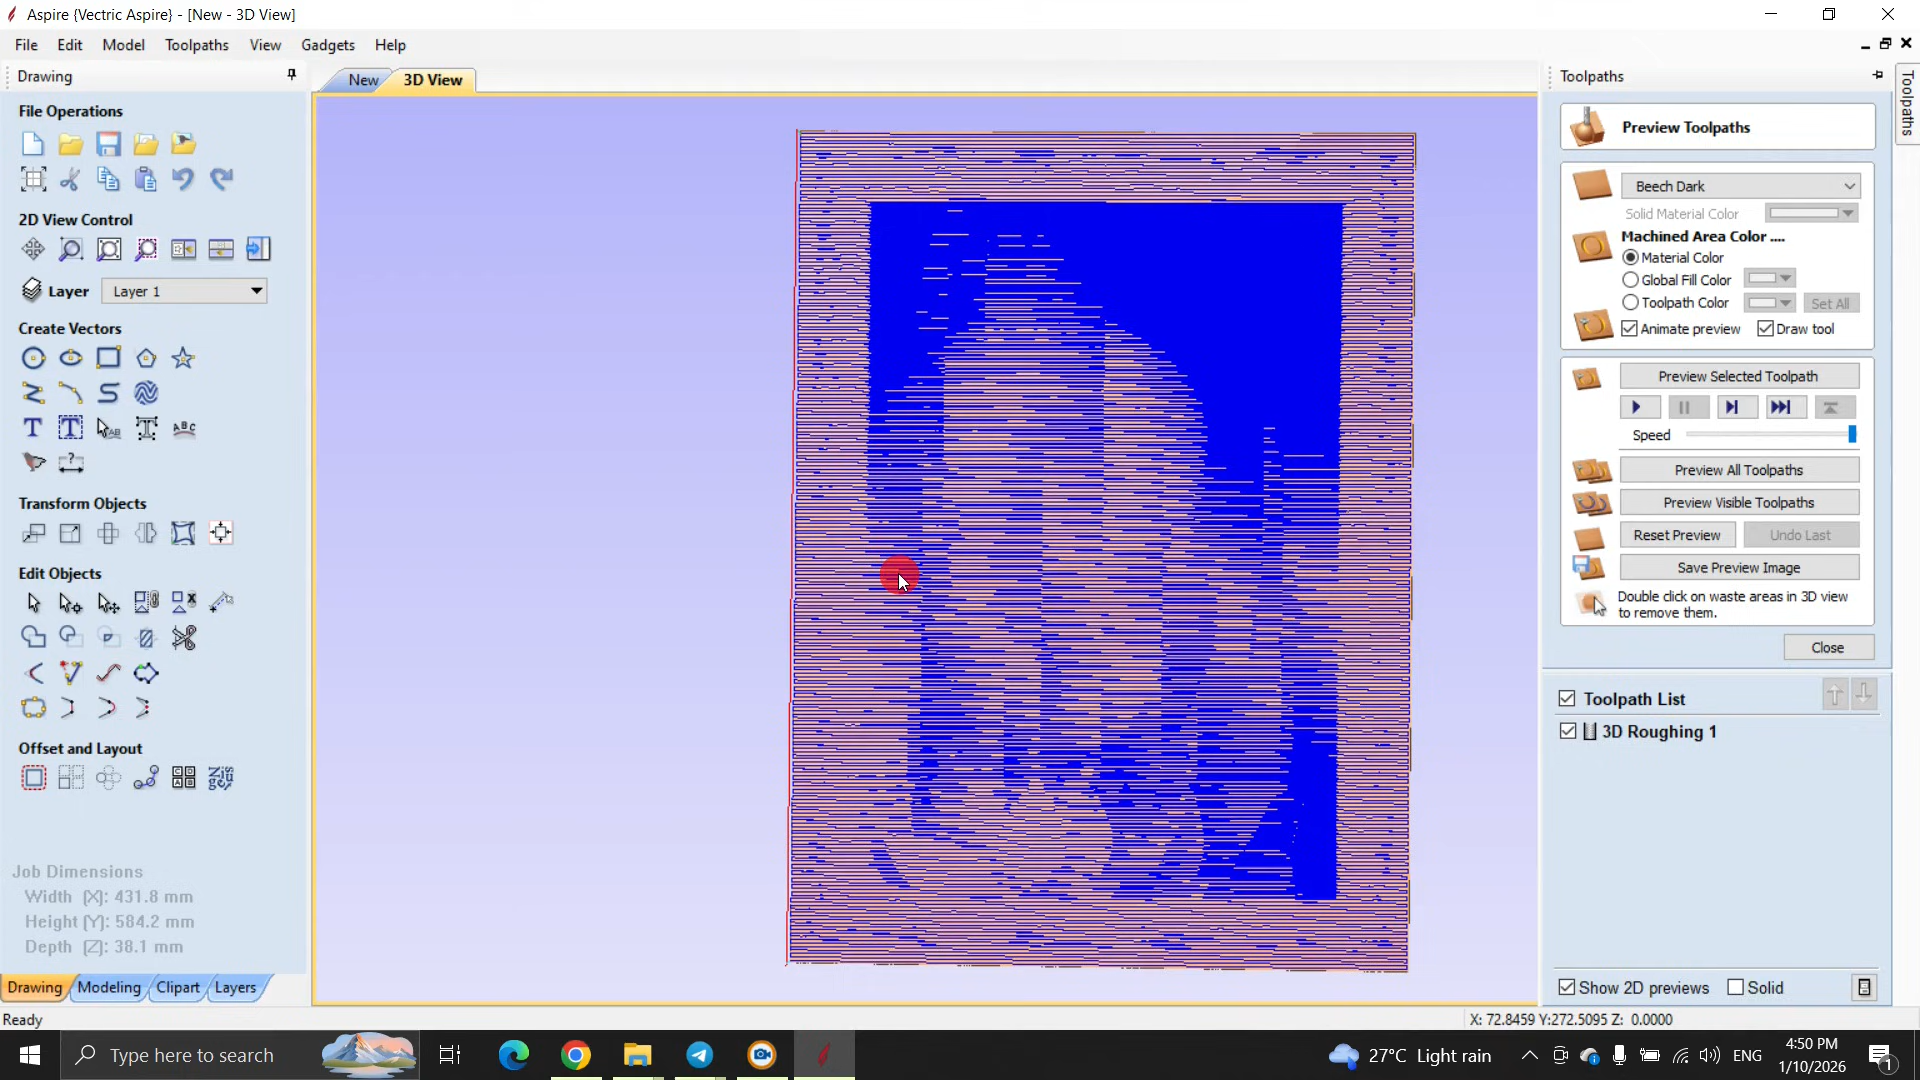 Aspire {Vectric Aspire} - [New - 3D View]
File Edit Model Toolpaths View Gadgets Help
Drawing
New 3D View
Toolpaths
Toolpaths
File Operations
2D View Control
Layer Layer 1
Create Vectors
Transform Objects
Edit Objects
Offset and Layout
Job Dimensions
Width (X): 431.8 mm
Height (Y): 584.2 mm
Depth (Z): 38.1 mm
Drawing Modeling Clipart Layers
Ready
Preview Toolpaths
Beech Dark
Solid Material Color
Machined Area Color ....
Material Color
Global Fill Color
Toolpath Color Set All
Animate preview Draw tool
Preview Selected Toolpath
Speed
Preview All Toolpaths
Preview Visible Toolpaths
Reset Preview Undo Last
Save Preview Image
Double click on waste areas in 3D view
to remove them.
Close
Toolpath List
3D Roughing 1
Show 2D previews Solid
X: 72.8459 Y:272.5095 Z: 0.0000
Type here to search
27°C Light rain
ENG
4:50 PM
1/10/2026
1